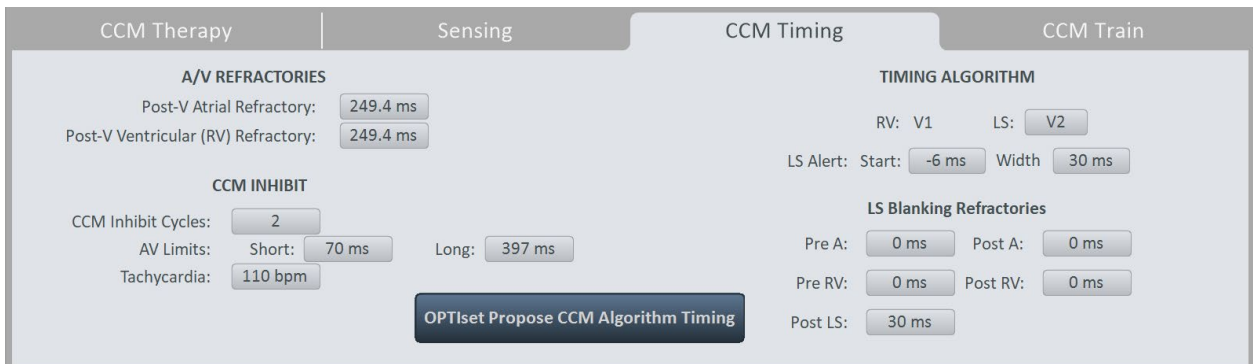 CCM Therapy
Sensing
CCM Timing
CCM Train
A/V REFRACTORIES
Post-V Atrial Refractory: 249.4 ms
Post-V Ventricular (RV) Refractory: 249.4 ms
CCM INHIBIT
CCM Inhibit Cycles: 2
AV Limits: Short: 70 ms Long: 397 ms
Tachycardia: 110 bpm
OPTIset Propose CCM Algorithm Timing
TIMING ALGORITHM
RV: V1 LS: V2
LS Alert: Start: -6 ms Width 30 ms
LS Blanking Refractories
Pre A: 0 ms Post A: 0 ms
Pre RV: 0 ms Post RV: 0 ms
Post LS: 30 ms